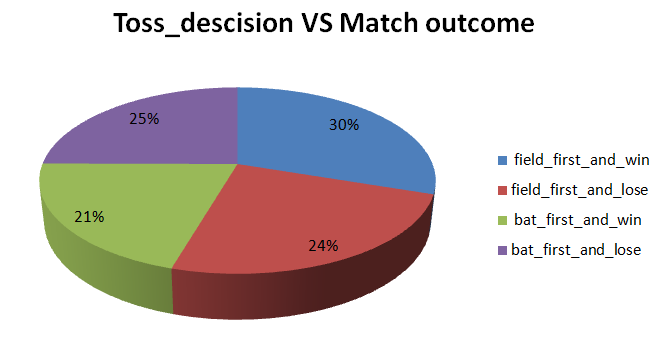 Toss_descision VS Match outcome
25%
30%
21%
24%
field_first_and_win
field_first_and_lose
bat_first_and_win
bat_first_and_lose